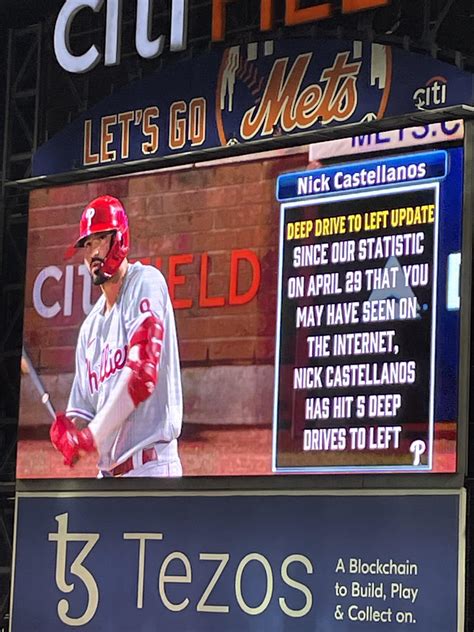 citi FIELD
LET'S GO Mets
citi
METS.C
Nick Castellanos
DEEP DRIVE TO LEFT UPDATE
SINCE OUR STATISTIC
ON APRIL 29 THAT YOU
MAY HAVE SEEN ON
THE INTERNET,
NICK CASTELLANOS
HAS HIT 5 DEEP
DRIVES TO LEFT
P
P
CITI FIELD
Phillies
Tezos
A Blockchain
to Build, Play
& Collect on.